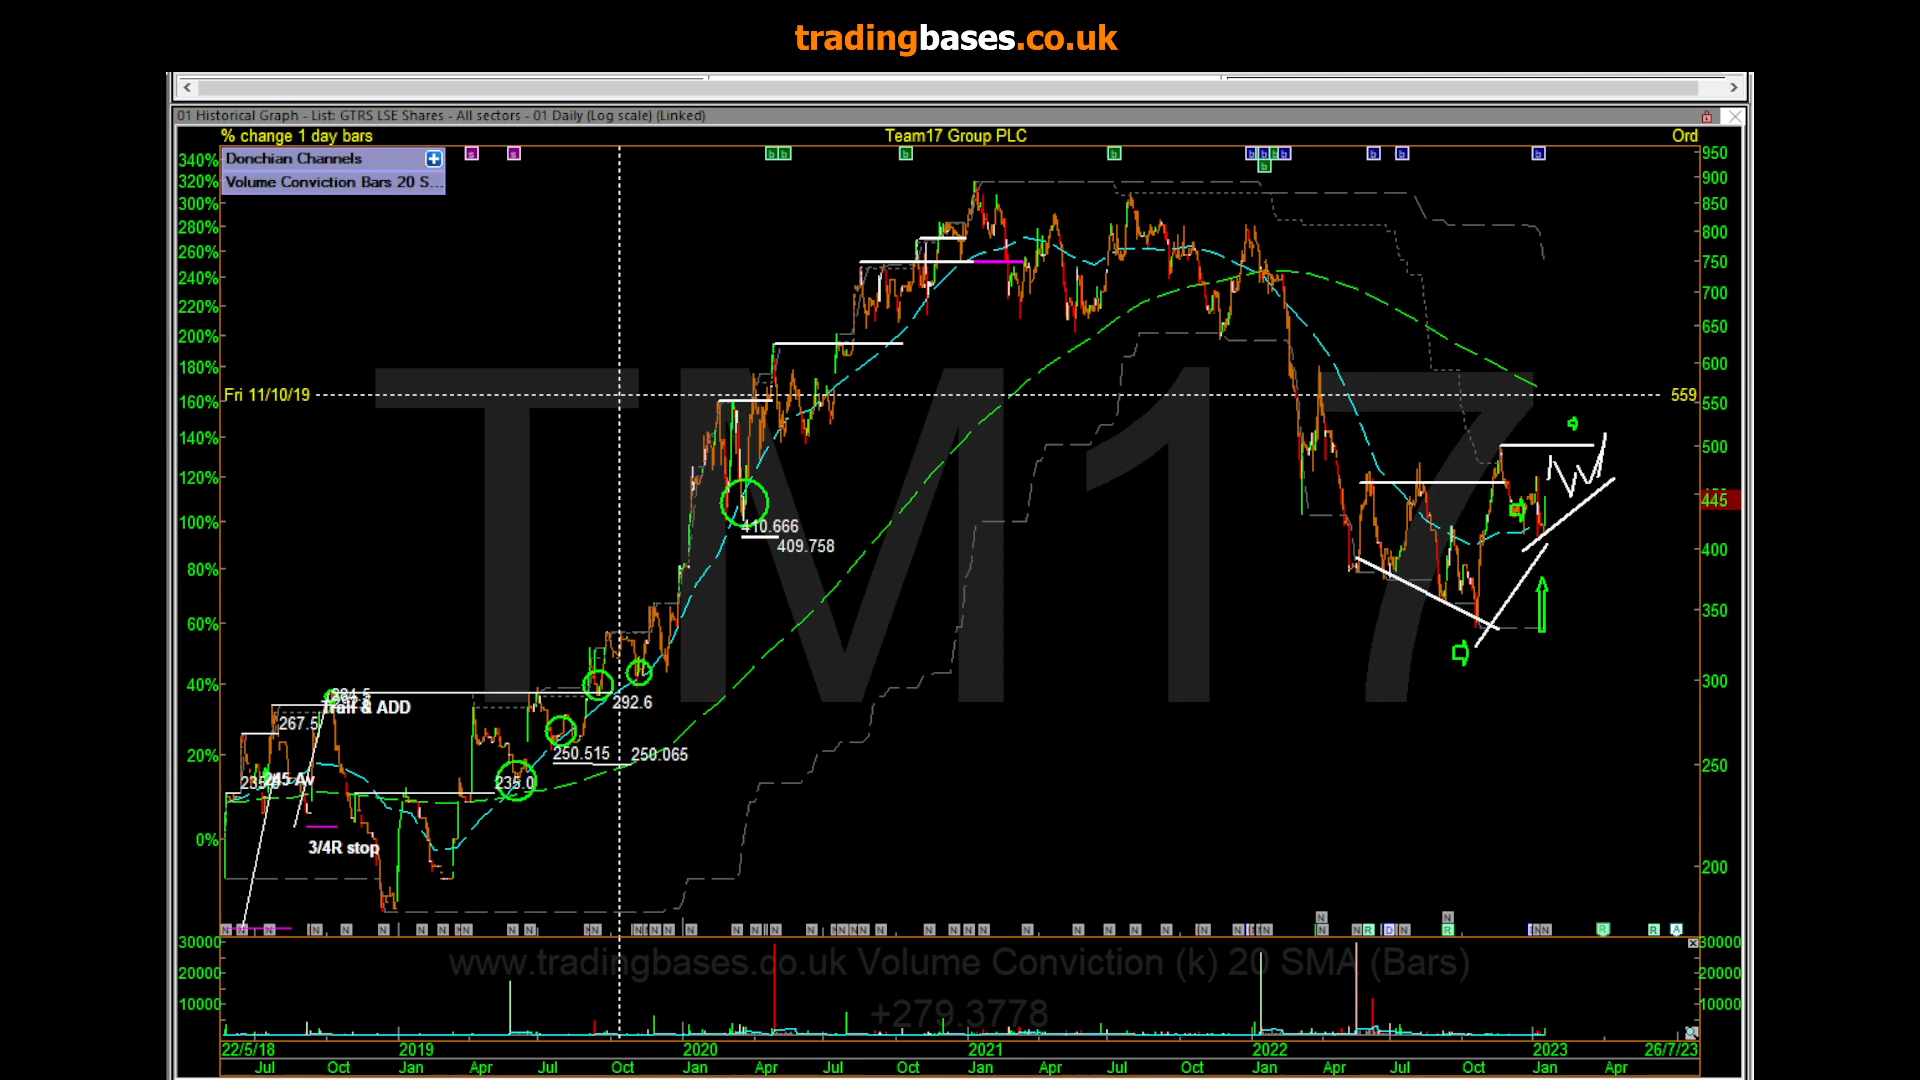 tradingbases.co.uk
01 Historical Graph - List: GTRS LSE Shares - All sectors - 01 Daily (Log scale) (Linked)
% change 1 day bars Team17 Group PLC Ord
Donchian Channels
Volume Conviction Bars 20 S...
340% 950
320% 900
300% 850
280% 800
260% 750
240% 700
220% 650
200% 600
180%
Fri 11/10/19 559
160% 550
140% 500
120%
445
100% 400
80% 350
60% 300
40% 250
20% 200
0%
TM17
410.666
409.758
292.6
Trail & ADD
267.5
250.515 250.065
235.0
3/4R stop
30000 30000
20000 20000
10000 10000
www.tradingbases.co.uk Volume Conviction (k) 20 SMA (Bars)
+279.3778
22/5/18 2019 2020 2021 2022 2023 26/7/23
Jul Oct Jan Apr Jul Oct Jan Apr Jul Oct Jan Apr Jul Oct Jan Apr Jul Oct Jan Apr